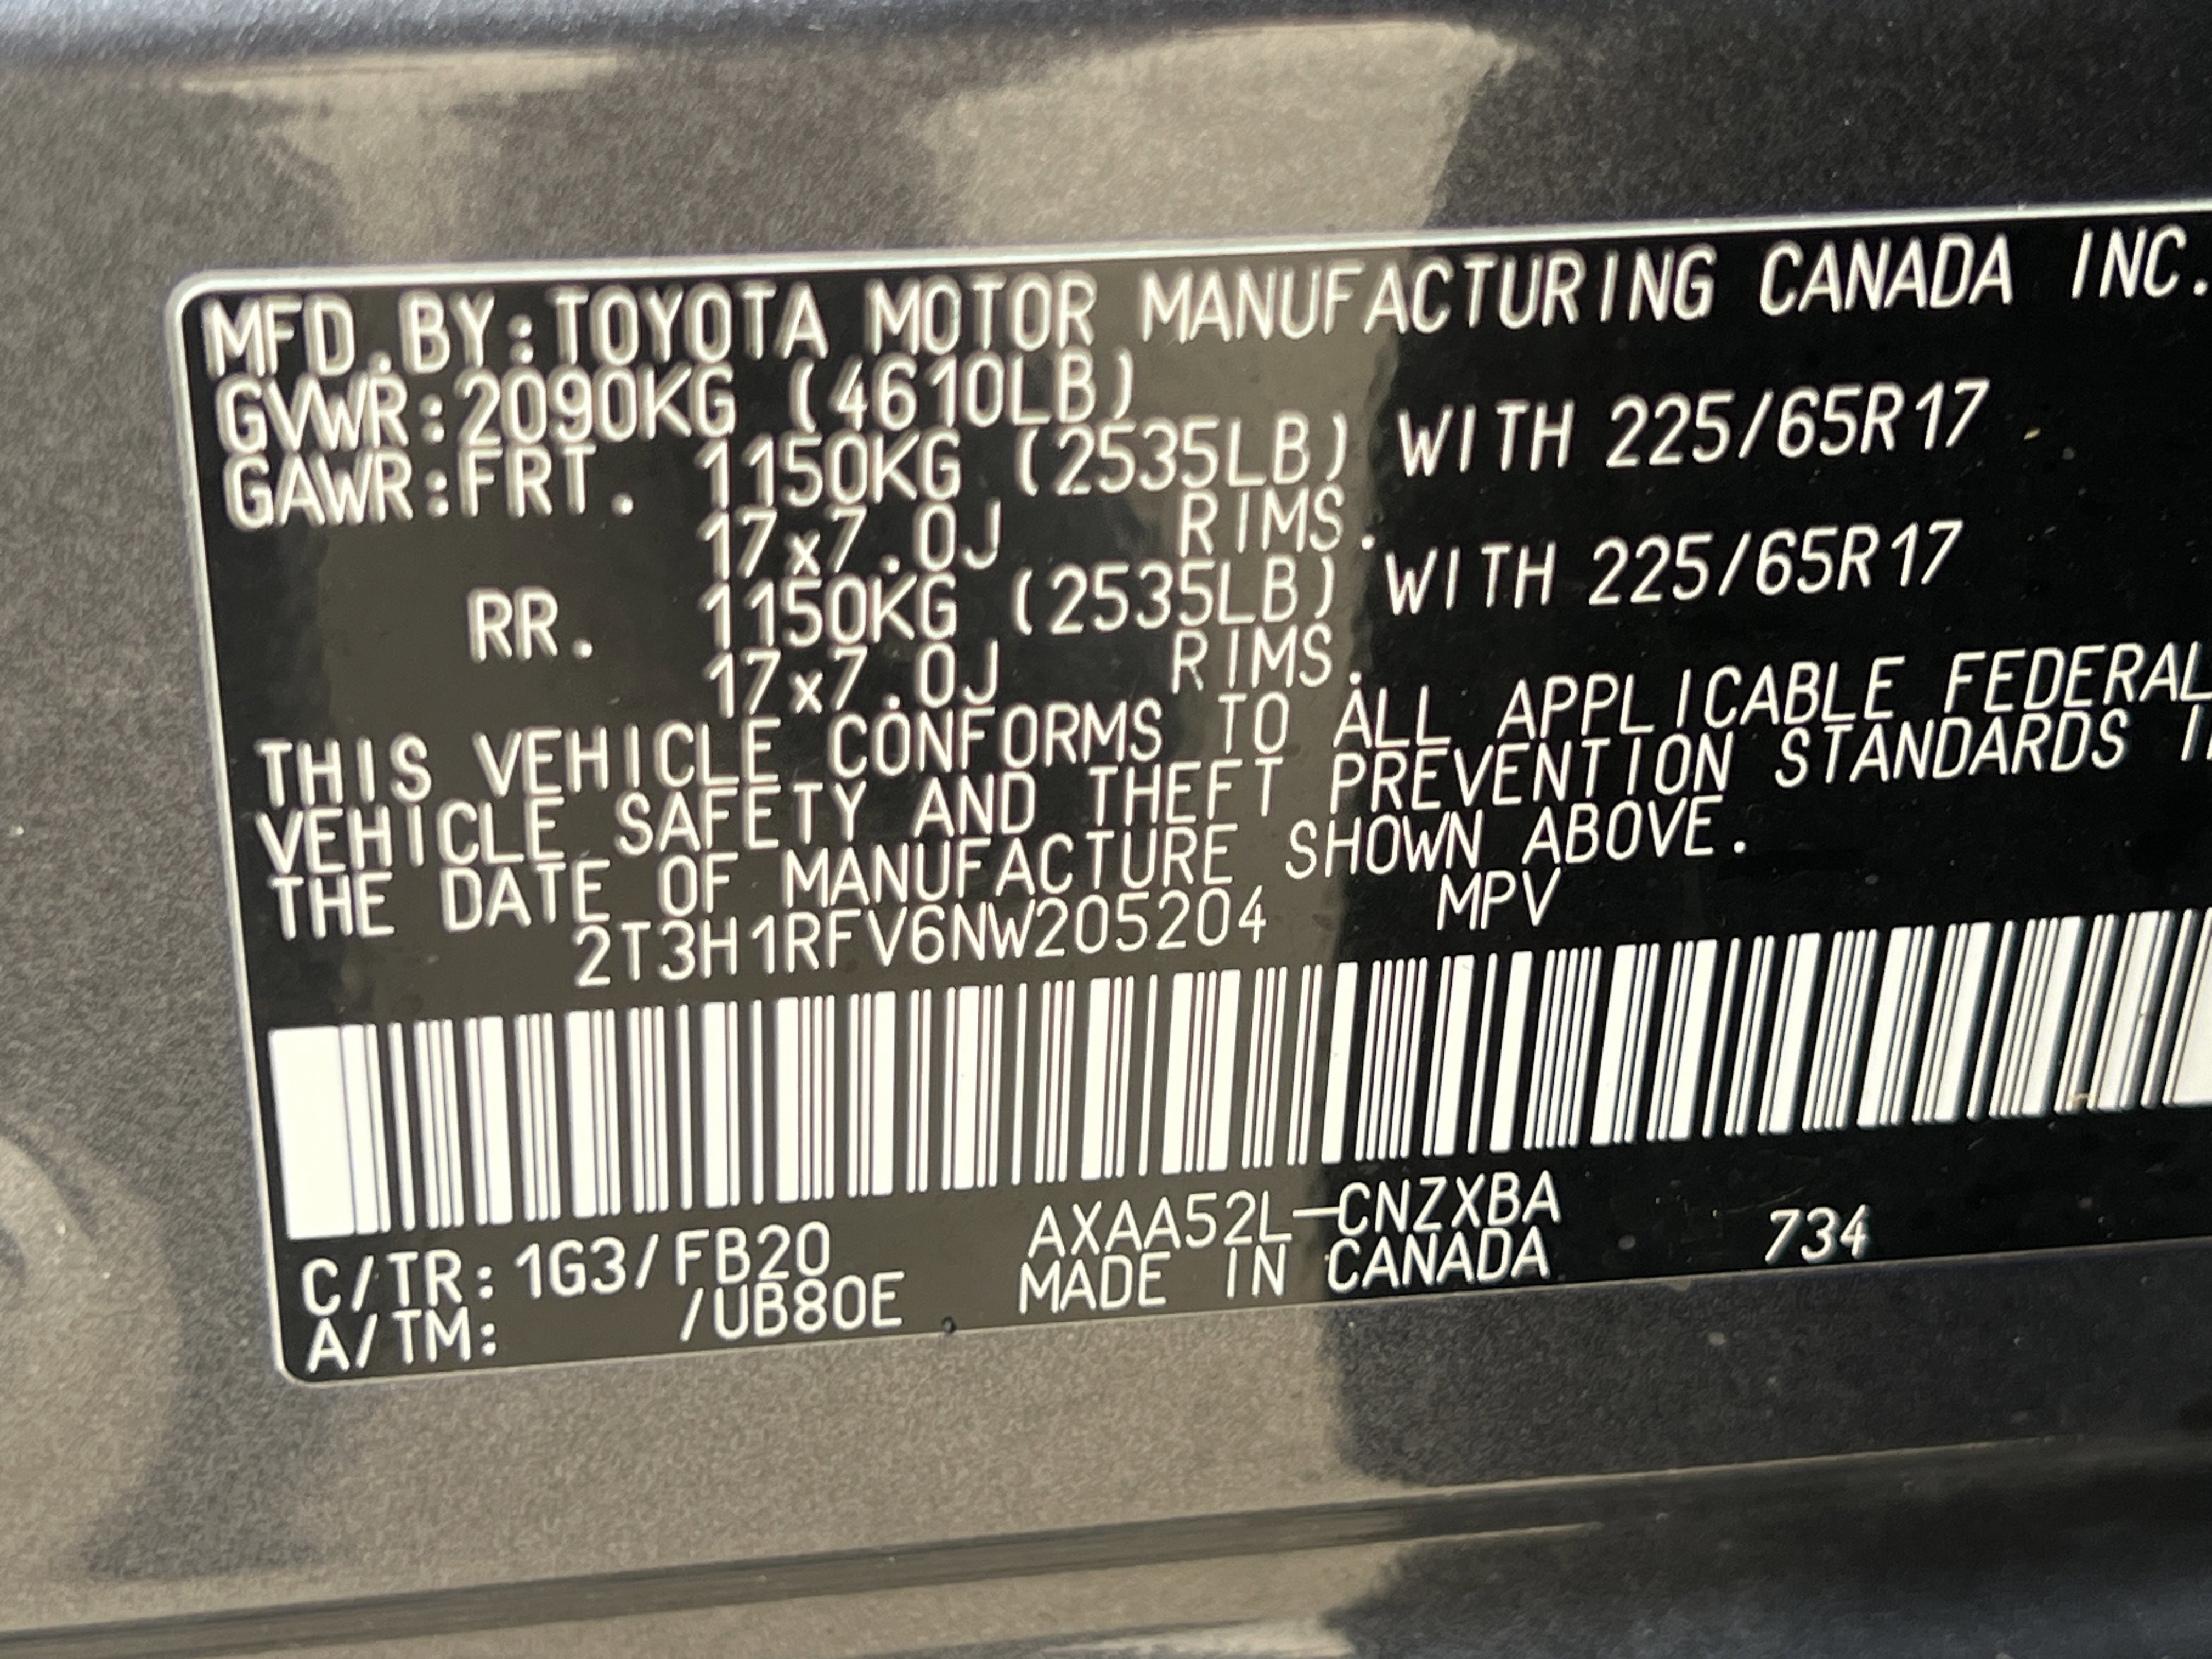 MFD.BY:TOYOTA MOTOR MANUFACTURING CANADA INC.
GVWR:2090KG (4610LB)
GAWR:FRT. 1150KG (2535LB) WITH 225/65R17
17x7.0J RIMS.
RR. 1150KG (2535LB) WITH 225/65R17
17x7.0J RIMS.
THIS VEHICLE CONFORMS TO ALL APPLICABLE FEDERAL
VEHICLE SAFETY AND THEFT PREVENTION STANDARDS
THE DATE OF MANUFACTURE SHOWN ABOVE.
2T3H1RFV6NW205204 MPV
C/TR:1G3/FB20 AXAA52L-CNZXBA 734
A/TM: /UB80E MADE IN CANADA